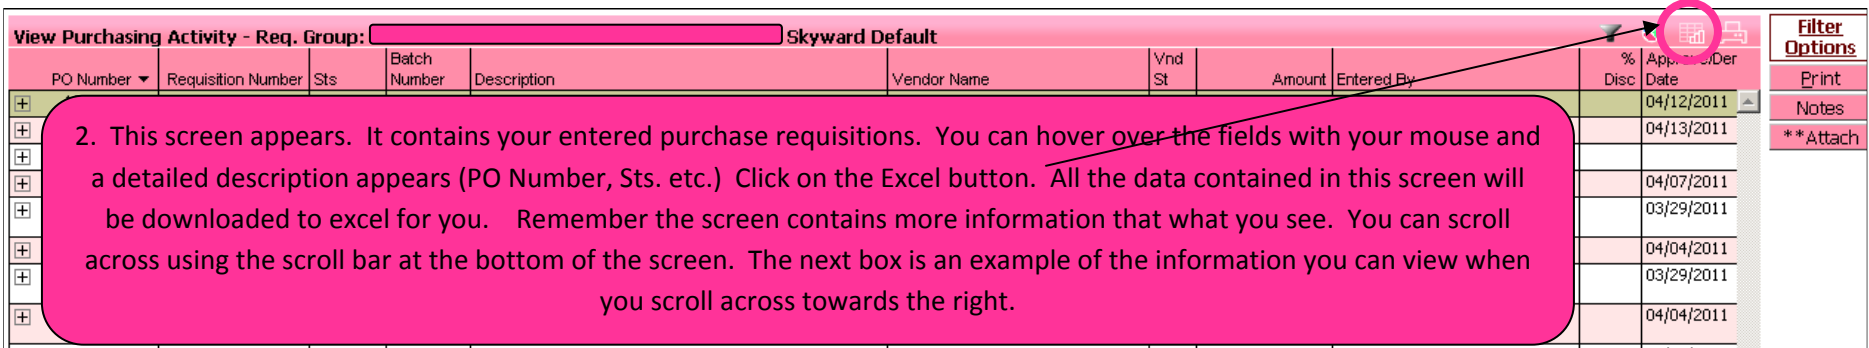 View Purchasing Activity - Req. Group: Skyward Default
Filter Options
PO Number Requisition Number Sts Batch Number Description Vendor Name Vnd St Amount Entered By % Disc Date
Print
Notes
**Attach
04/12/2011
04/13/2011
04/07/2011
03/29/2011
04/04/2011
03/29/2011
04/04/2011
2. This screen appears. It contains your entered purchase requisitions. You can hover over the fields with your mouse and
a detailed description appears (PO Number, Sts. etc.) Click on the Excel button. All the data contained in this screen will
be downloaded to excel for you. Remember the screen contains more information that what you see. You can scroll
across using the scroll bar at the bottom of the screen. The next box is an example of the information you can view when
you scroll across towards the right.